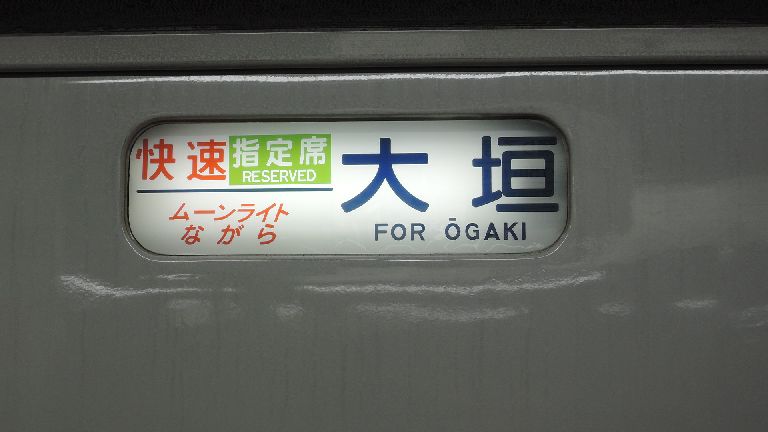 快速 指定席
RESERVED
ムーンライト
ながら
大垣
FOR ŌGAKI